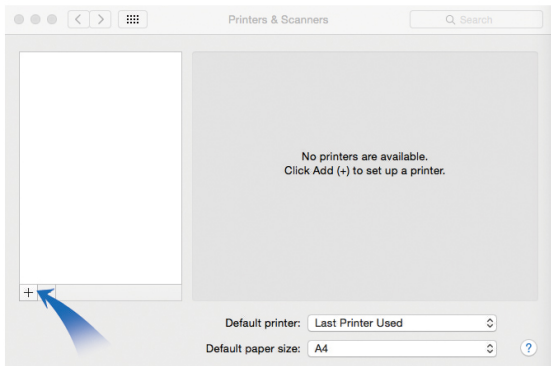 Printers & Scanners
Search
No printers are available.
Click Add (+) to set up a printer.
+
Default printer: Last Printer Used
Default paper size: A4
?